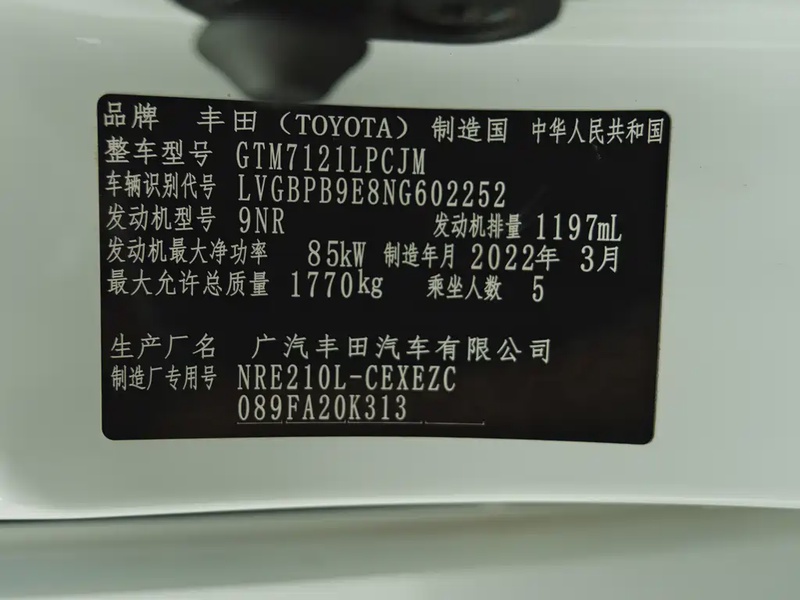 品牌 丰田（TOYOTA） 制造国 中华人民共和国
整车型号 GTM7121LPCJM
车辆识别代号 LVGBPB9E8NG602252
发动机型号 9NR 发动机排量 1197mL
发动机最大净功率 85kW 制造年月 2022年 3月
最大允许总质量 1770kg 乘坐人数 5
生产厂名 广汽丰田汽车有限公司
制造厂专用号 NRE210L-CEXEZC
089FA20K313